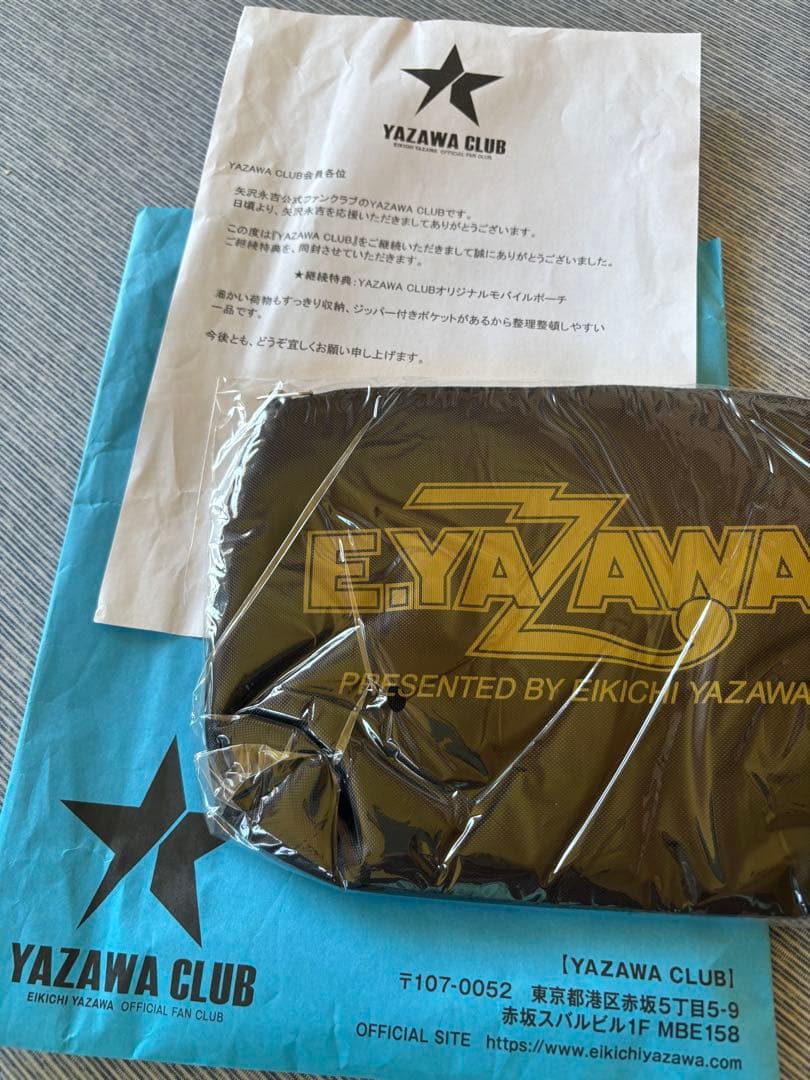 YAZAWA CLUB
EIKICHI YAZAWA OFFICIAL FAN CLUB
YAZAWA CLUB会員各位
矢沢永吉公式ファンクラブのYAZAWA CLUBです。
日頃より、矢沢永吉を応援いただきましてありがとうございます。
この度は『YAZAWA CLUB』をご継続いただきまして誠にありがとうございました。
ご継続特典を、同封させていただきます。
★継続特典：YAZAWA CLUBオリジナルモバイルポーチ
細かい荷物もすっきり収納、ジッパー付きポケットがあるから整理整頓しやすい
一品です。
今後とも、どうぞ宜しくお願い申し上げます。
E.YAZAWA
PRESENTED BY EIKICHI YAZAWA
YAZAWA CLUB
EIKICHI YAZAWA OFFICIAL FAN CLUB
【YAZAWA CLUB】
〒107-0052 東京都港区赤坂5丁目5-9
赤坂スバルビル1F MBE158
OFFICIAL SITE https://www.eikichiyazawa.com